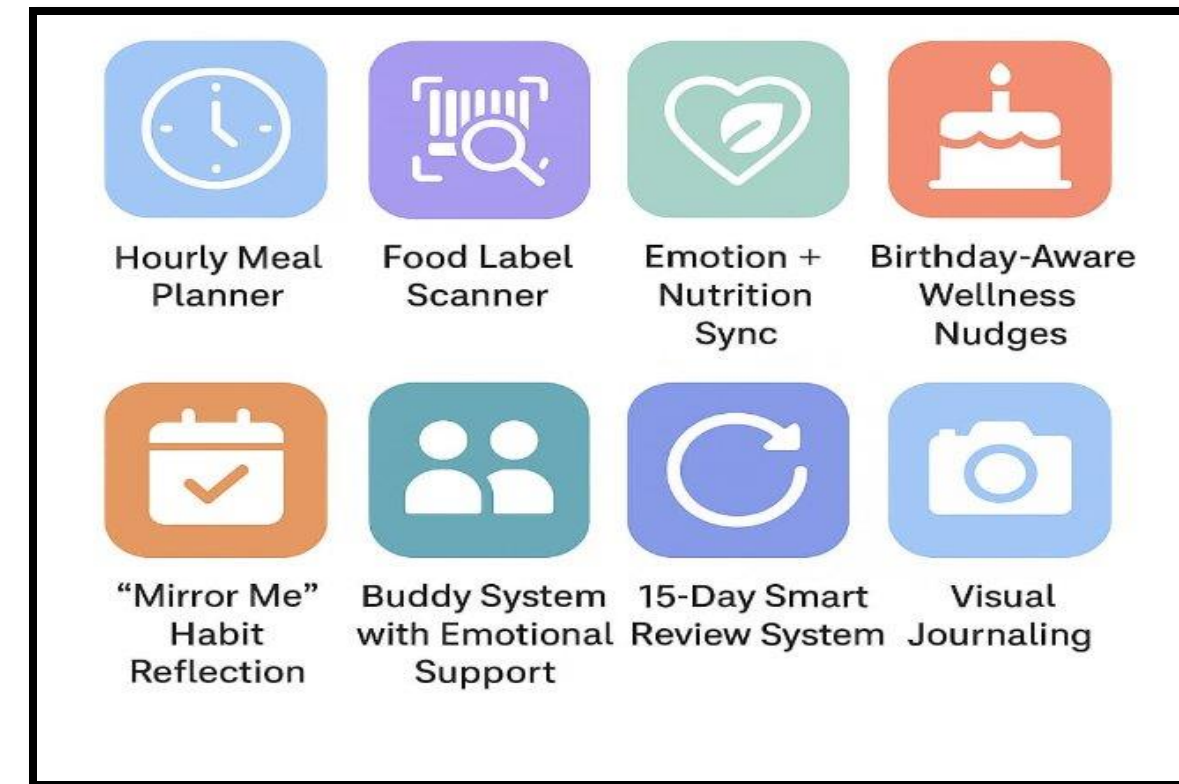 Hourly Meal
Planner
Food Label
Scanner
Emotion +
Nutrition
Sync
Birthday-Aware
Wellness
Nudges
“Mirror Me”
Habit
Reflection
Buddy System
with Emotional
Support
15-Day Smart
Review System
Visual
Journaling